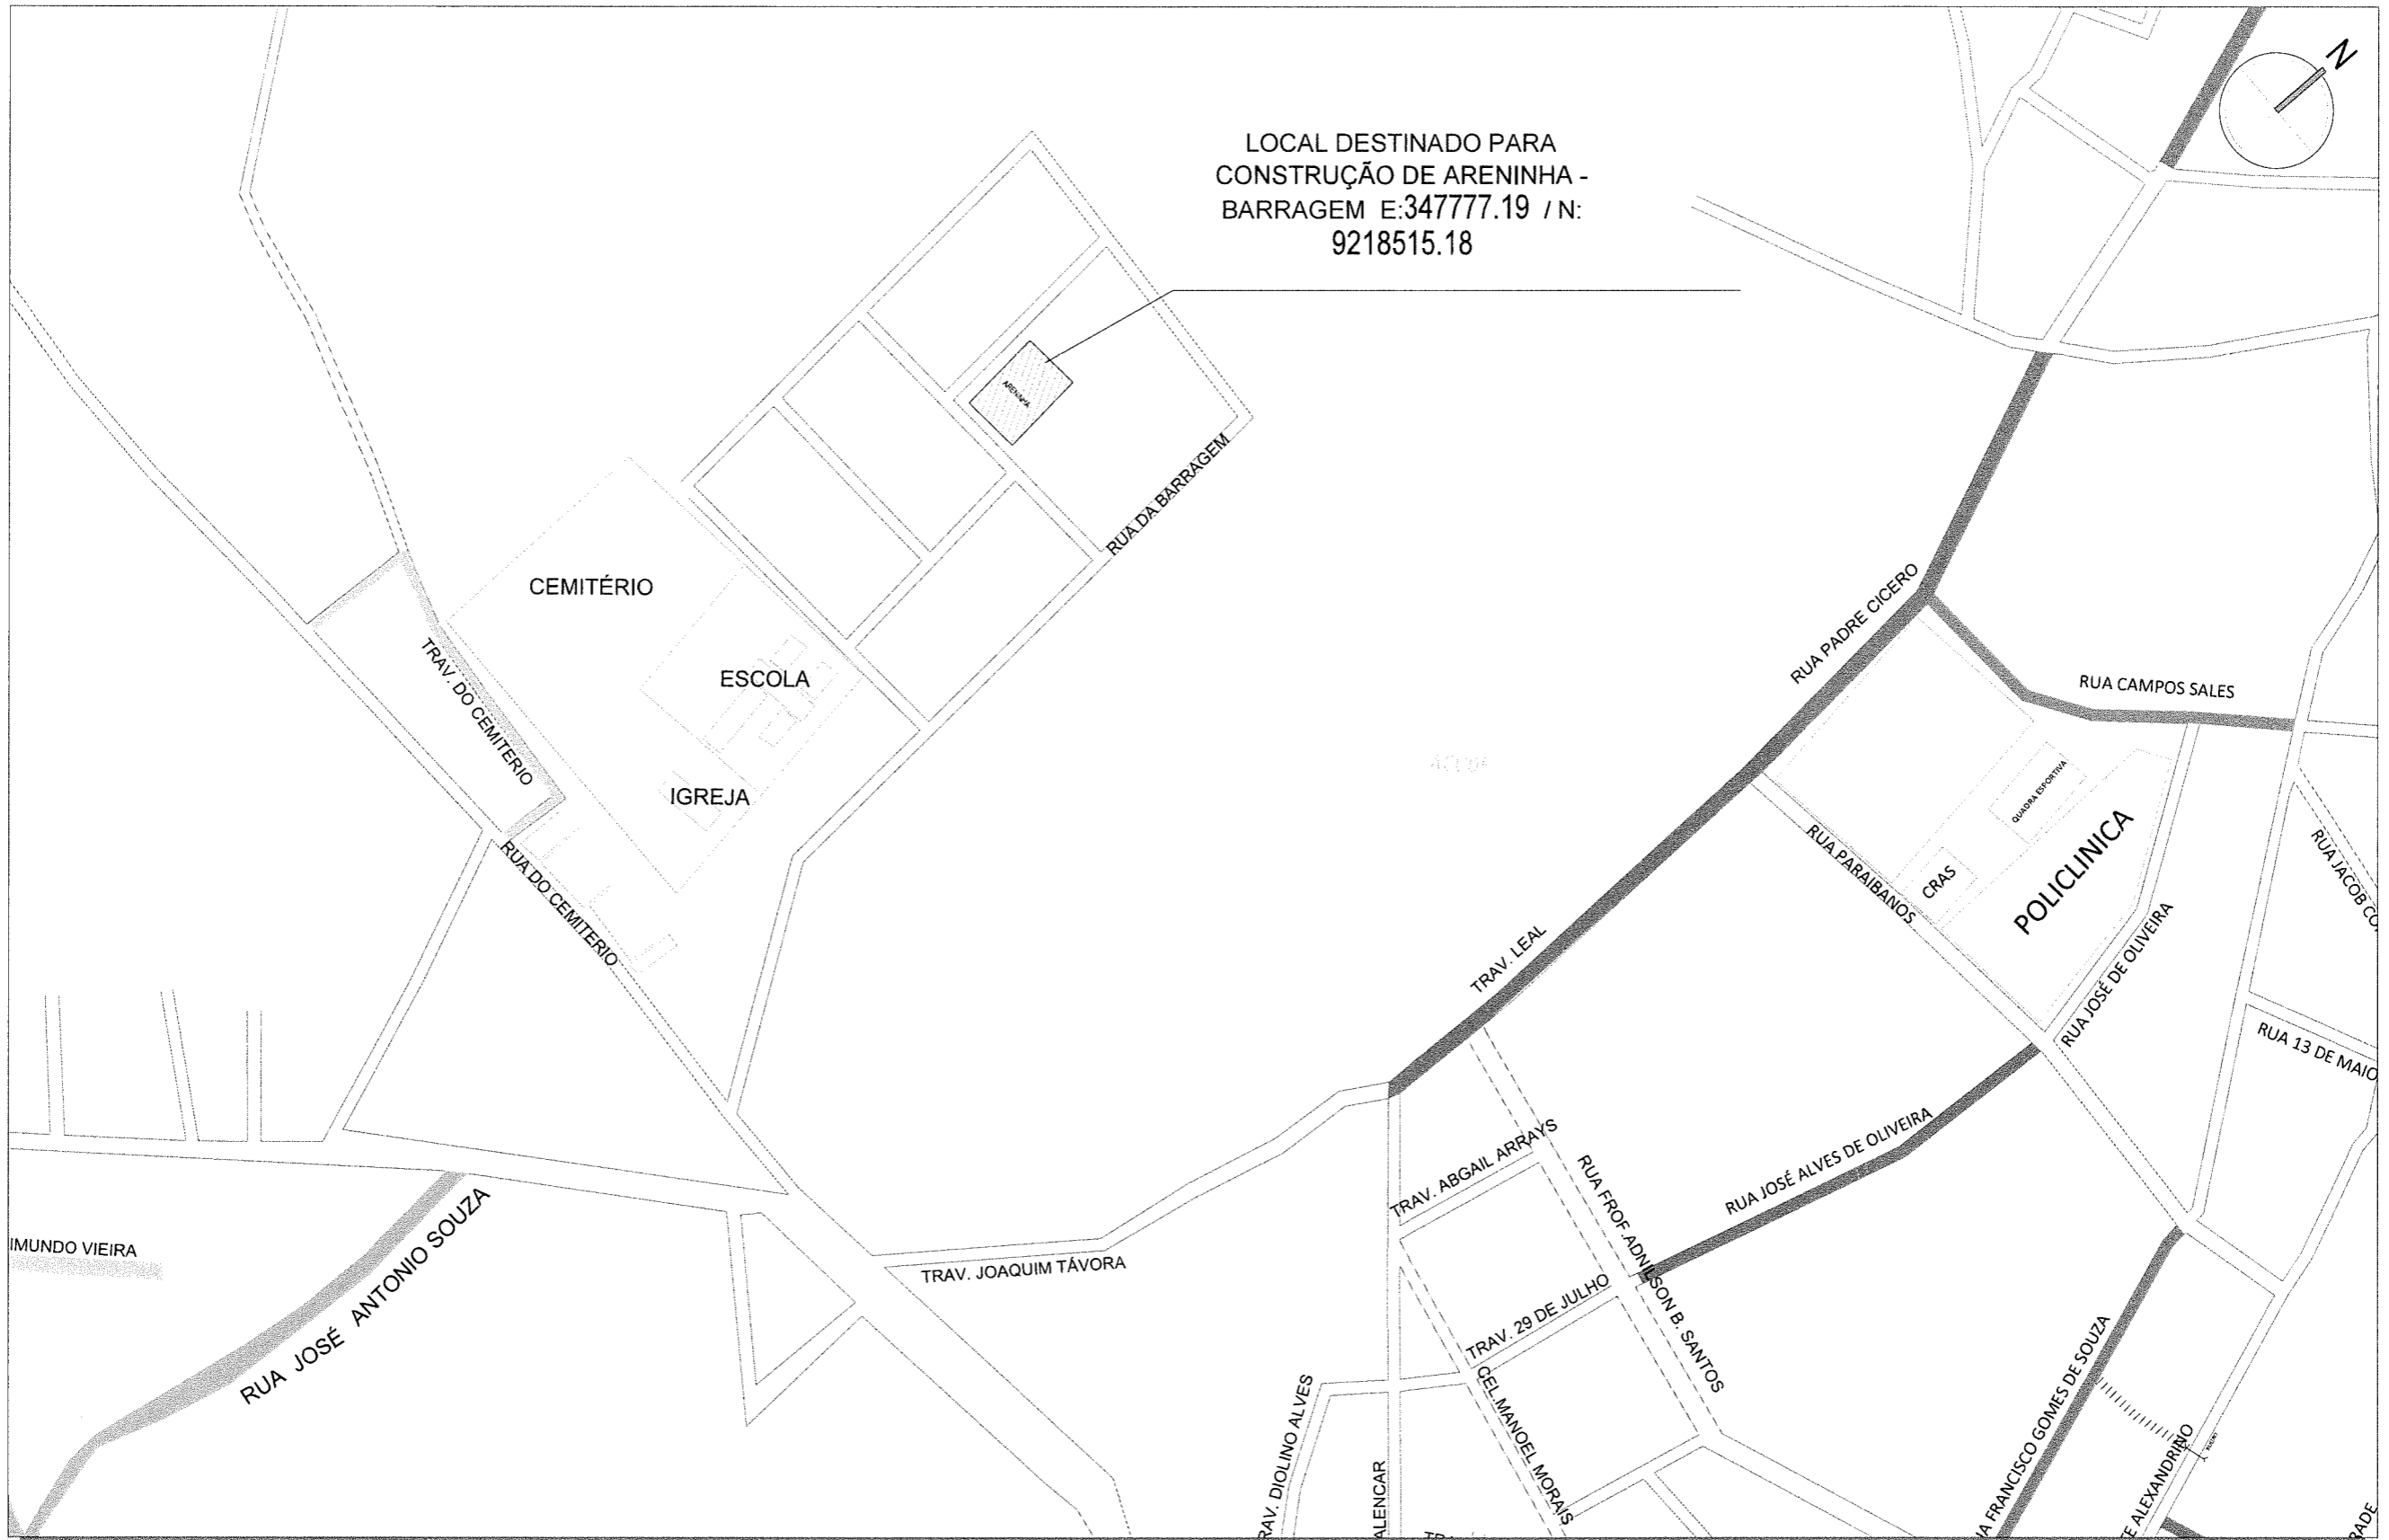 N
LOCAL DESTINADO PARA
CONSTRUÇÃO DE ARENINHA -
BARRAGEM E:347777.19 / N:
9218515.18
ARENINHA
RUA DA BARRAGEM
CEMITÉRIO
ESCOLA
IGREJA
TRAV. DO CEMITERIO
RUA DO CEMITERIO
RUA PADRE CICERO
RUA CAMPOS SALES
QUADRA ESPORTIVA
CRAS
POLICLINICA
RUA PARAIBANOS
RUA JACOB CO
TRAV. LEAL
RUA JOSÉ DE OLIVEIRA
RUA 13 DE MAIO
RUA JOSÉ ALVES DE OLIVEIRA
TRAV. ABGAIL ARRAYS
RUA FROF.ADNILSON B. SANTOS
IMUNDO VIEIRA
RUA JOSÉ ANTONIO SOUZA
TRAV. JOAQUIM TÁVORA
TRAV. 29 DE JULHO
CEL.MANOEL MORAIS
RAV. DIOLINO ALVES
ALENCAR
A FRANCISCO GOMES DE SOUZA
TE ALEXANDRINO
RADE